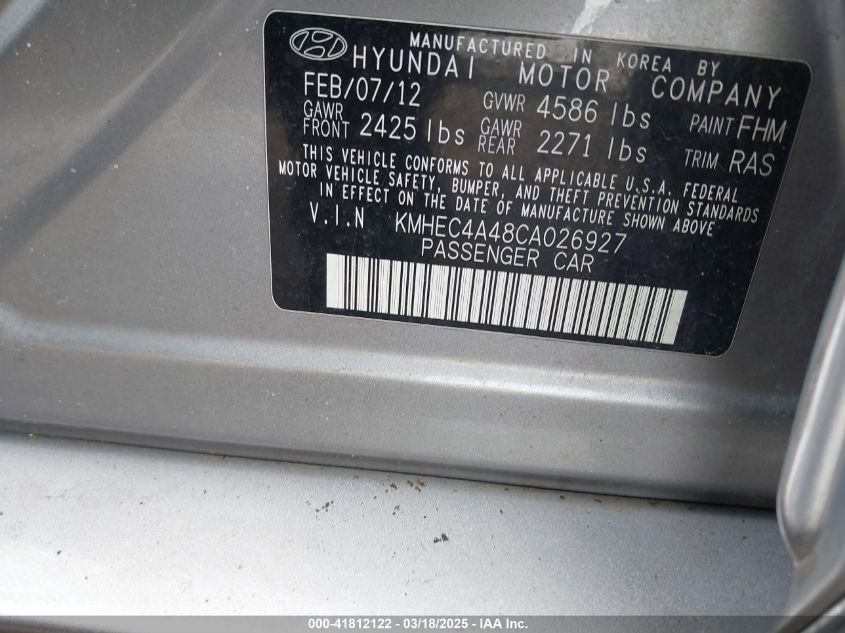 MANUFACTURED IN KOREA BY
HYUNDAI MOTOR COMPANY
FEB/07/12 GVWR 4586 lbs PAINT FHM
GAWR FRONT 2425 lbs GAWR REAR 2271 lbs TRIM RAS
THIS VEHICLE CONFORMS TO ALL APPLICABLE U.S.A. FEDERAL
MOTOR VEHICLE SAFETY, BUMPER, AND THEFT PREVENTION STANDARDS
IN EFFECT ON THE DATE OF MANUFACTURE SHOWN ABOVE
V.I.N KMHEC4A48CA026927
PASSENGER CAR
000-41812122 - 03/18/2025 - IAA Inc.